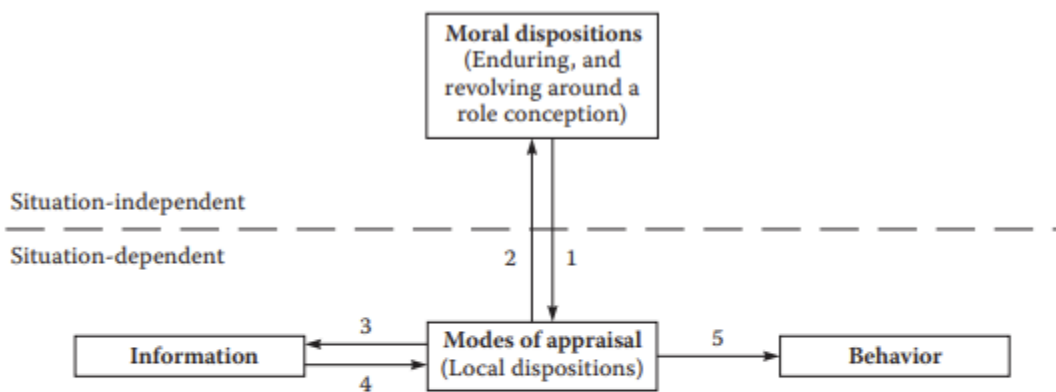 Moral dispositions
(Enduring, and
revolving around a
role conception)
Situation-independent
Situation-dependent
2
1
3
Modes of appraisal
5
Information
(Local dispositions)
Behavior
4